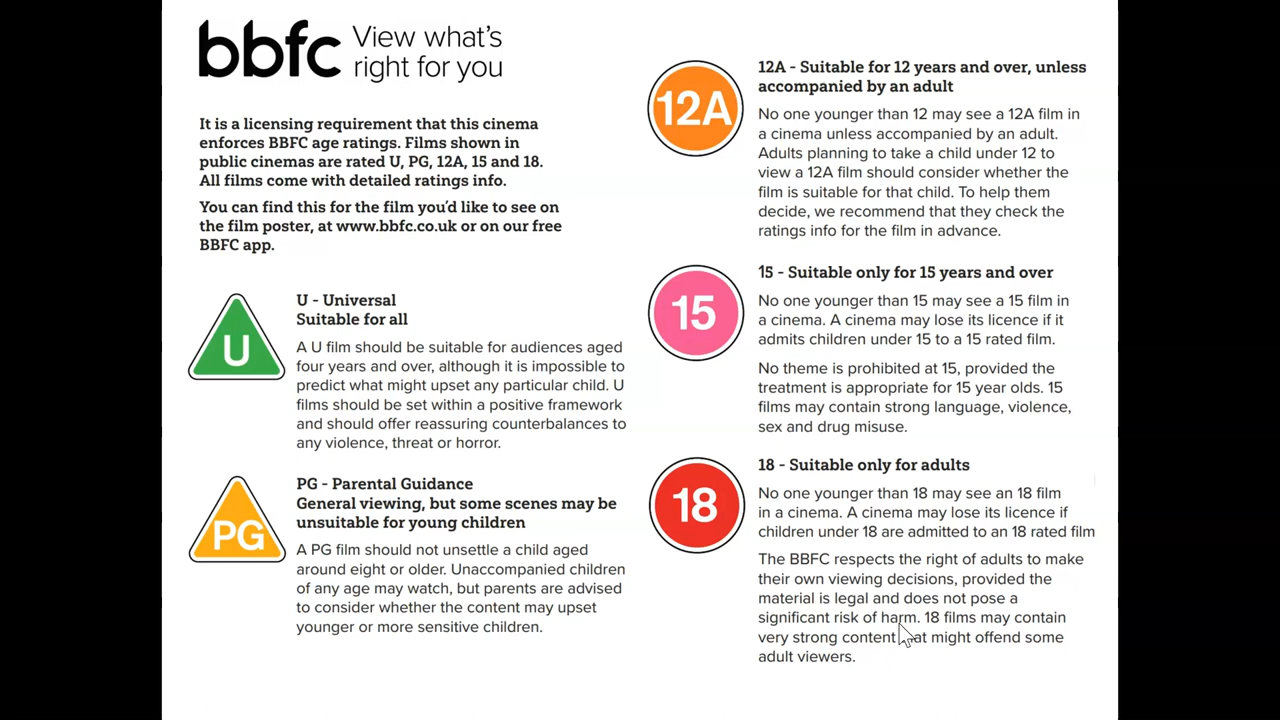 bbfc
View what's
right for you
It is a licensing requirement that this cinema
enforces BBFC age ratings. Films shown in
public cinemas are rated U, PG, 12A, 15 and 18.
All films come with detailed ratings info.
You can find this for the film you'd like to see on
the film poster, at www.bbfc.co.uk or on our free
BBFC app.
U
U - Universal
Suitable for all
A U film should be suitable for audiences aged
four years and over, although it is impossible to
predict what might upset any particular child. U
films should be set within a positive framework
and should offer reassuring counterbalances to
any violence, threat or horror.
PG
PG - Parental Guidance
General viewing, but some scenes may be
unsuitable for young children
A PG film should not unsettle a child aged
around eight or older. Unaccompanied children
of any age may watch, but parents are advised
to consider whether the content may upset
younger or more sensitive children.
12A
12A - Suitable for 12 years and over, unless
accompanied by an adult
No one younger than 12 may see a 12A film in
a cinema unless accompanied by an adult.
Adults planning to take a child under 12 to
view a 12A film should consider whether the
film is suitable for that child. To help them
decide, we recommend that they check the
ratings info for the film in advance.
15
15 - Suitable only for 15 years and over
No one younger than 15 may see a 15 film in
a cinema. A cinema may lose its licence if it
admits children under 15 to a 15 rated film.
No theme is prohibited at 15, provided the
treatment is appropriate for 15 year olds. 15
films may contain strong language, violence,
sex and drug misuse.
18
18 - Suitable only for adults
No one younger than 18 may see an 18 film
in a cinema. A cinema may lose its licence if
children under 18 are admitted to an 18 rated film
The BBFC respects the right of adults to make
their own viewing decisions, provided the
material is legal and does not pose a
significant risk of harm. 18 films may contain
very strong content that might offend some
adult viewers.